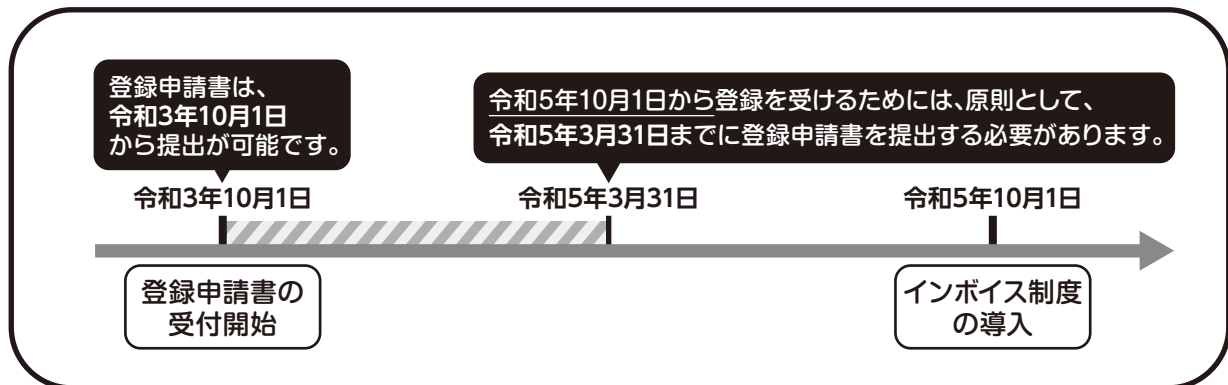 登録申請書は、
令和3年10月1日
から提出が可能です。
令和5年10月1日から登録を受けるためには、原則として、
令和5年3月31日までに登録申請書を提出する必要があります。
令和3年10月1日
令和5年3月31日
令和5年10月1日
登録申請書の
受付開始
インボイス制度
の導入